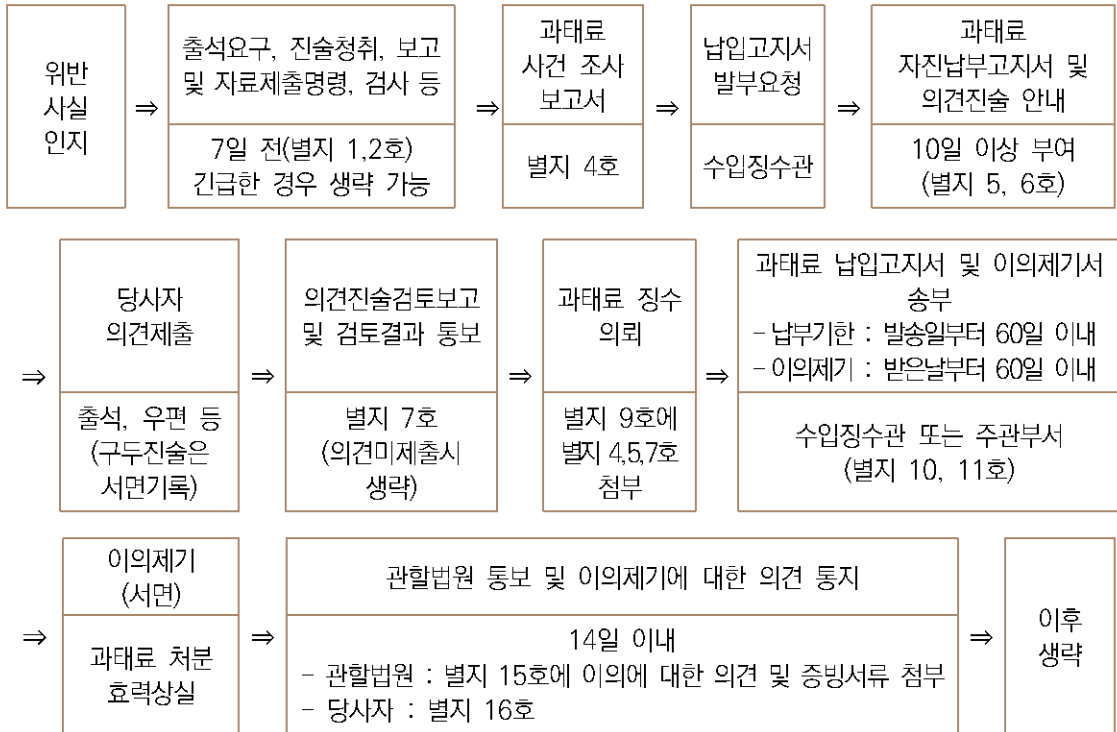 위반
사실
인지
⇒
출석요구, 진술청취, 보고
및 자료제출명령, 검사 등
7일 전(별지 1,2호)
긴급한 경우 생략 가능
⇒
과태료
사건 조사
보고서
별지 4호
⇒
납입고지서
발부요청
수입징수관
⇒
과태료
자진납부고지서 및
의견진술 안내
10일 이상 부여
(별지 5, 6호)
⇒
당사자
의견제출
출석, 우편 등
(구두진술은
서면기록)
⇒
의견진술검토보고
및 검토결과 통보
별지 7호
(의견미제출시
생략)
⇒
과태료 징수
의뢰
별지 9호에
별지 4,5,7호
첨부
⇒
과태료 납입고지서 및 이의제기서
송부
- 납부기한 : 발송일부터 60일 이내
- 이의제기 : 받은날부터 60일 이내
수입징수관 또는 주관부서
(별지 10, 11호)
⇒
이의제기
(서면)
과태료 처분
효력상실
⇒
관할법원 통보 및 이의제기에 대한 의견 통지
14일 이내
- 관할법원 : 별지 15호에 이의에 대한 의견 및 증빙서류 첨부
- 당사자 : 별지 16호
⇒
이후
생략